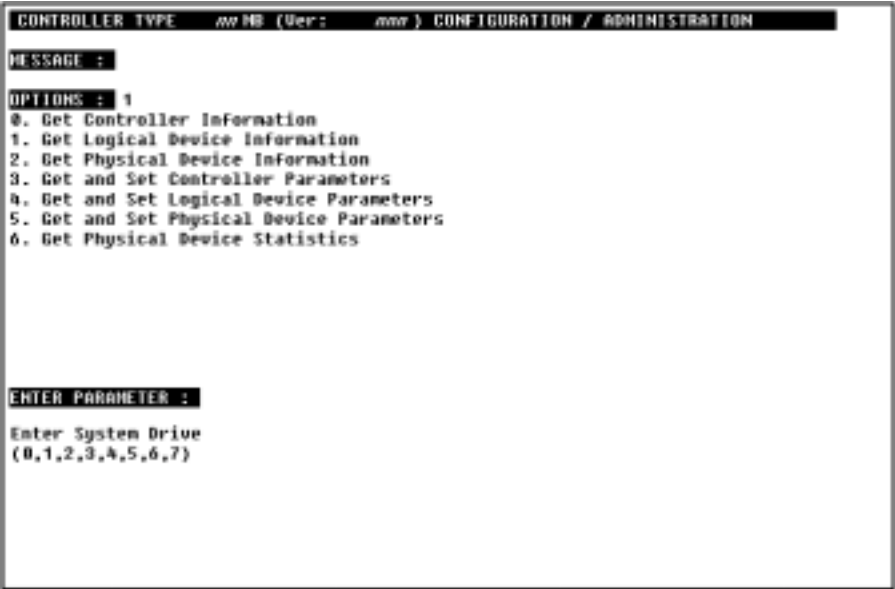 CONTROLLER TYPE nn MB (Ver: nnn ) CONFIGURATION / ADMINISTRATION
MESSAGE :
OPTIONS : 1
0. Get Controller Information
1. Get Logical Device Information
2. Get Physical Device Information
3. Get and Set Controller Parameters
4. Get and Set Logical Device Parameters
5. Get and Set Physical Device Parameters
6. Get Physical Device Statistics
ENTER PARAMETER :
Enter System Drive
(0,1,2,3,4,5,6,7)